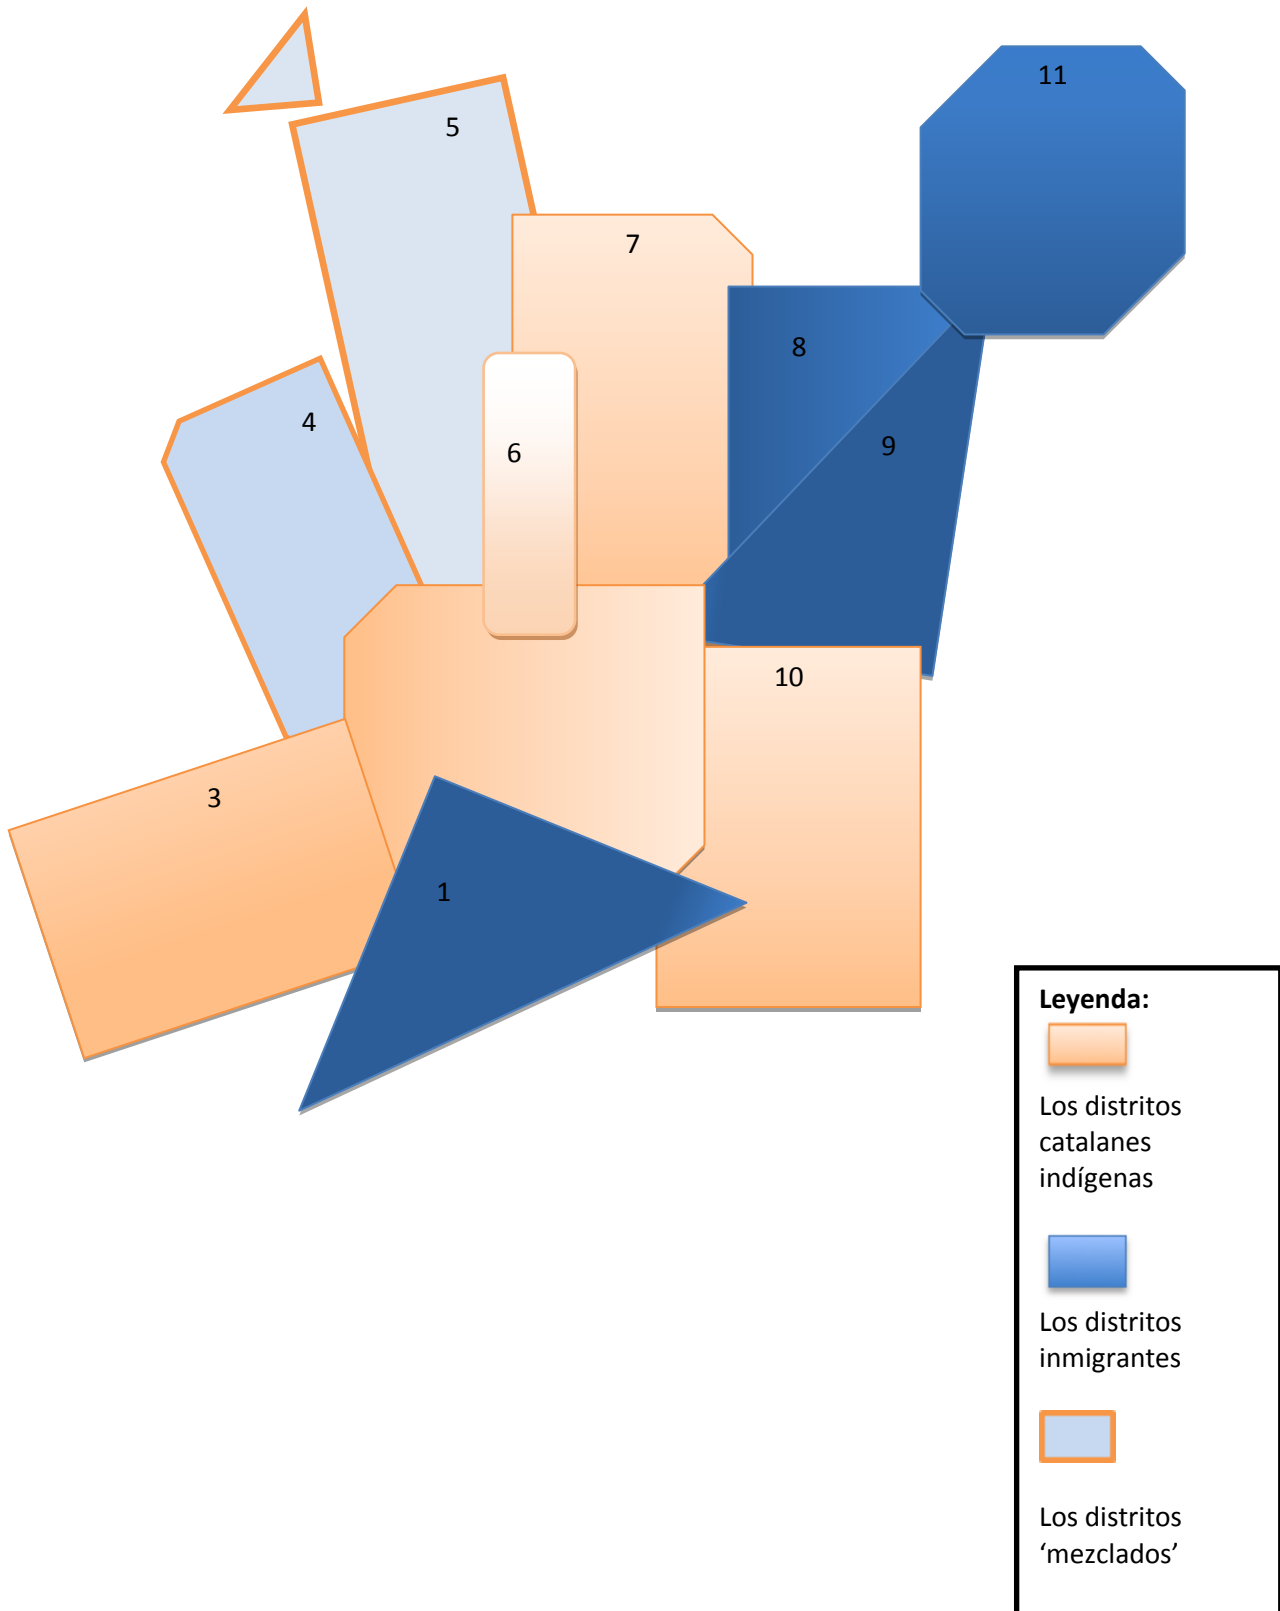 11
5
7
8
4
9
6
10
3
1
Leyenda:
Los distritos
catalanes
indígenas
Los distritos
inmigrantes
Los distritos
‘mezclados’